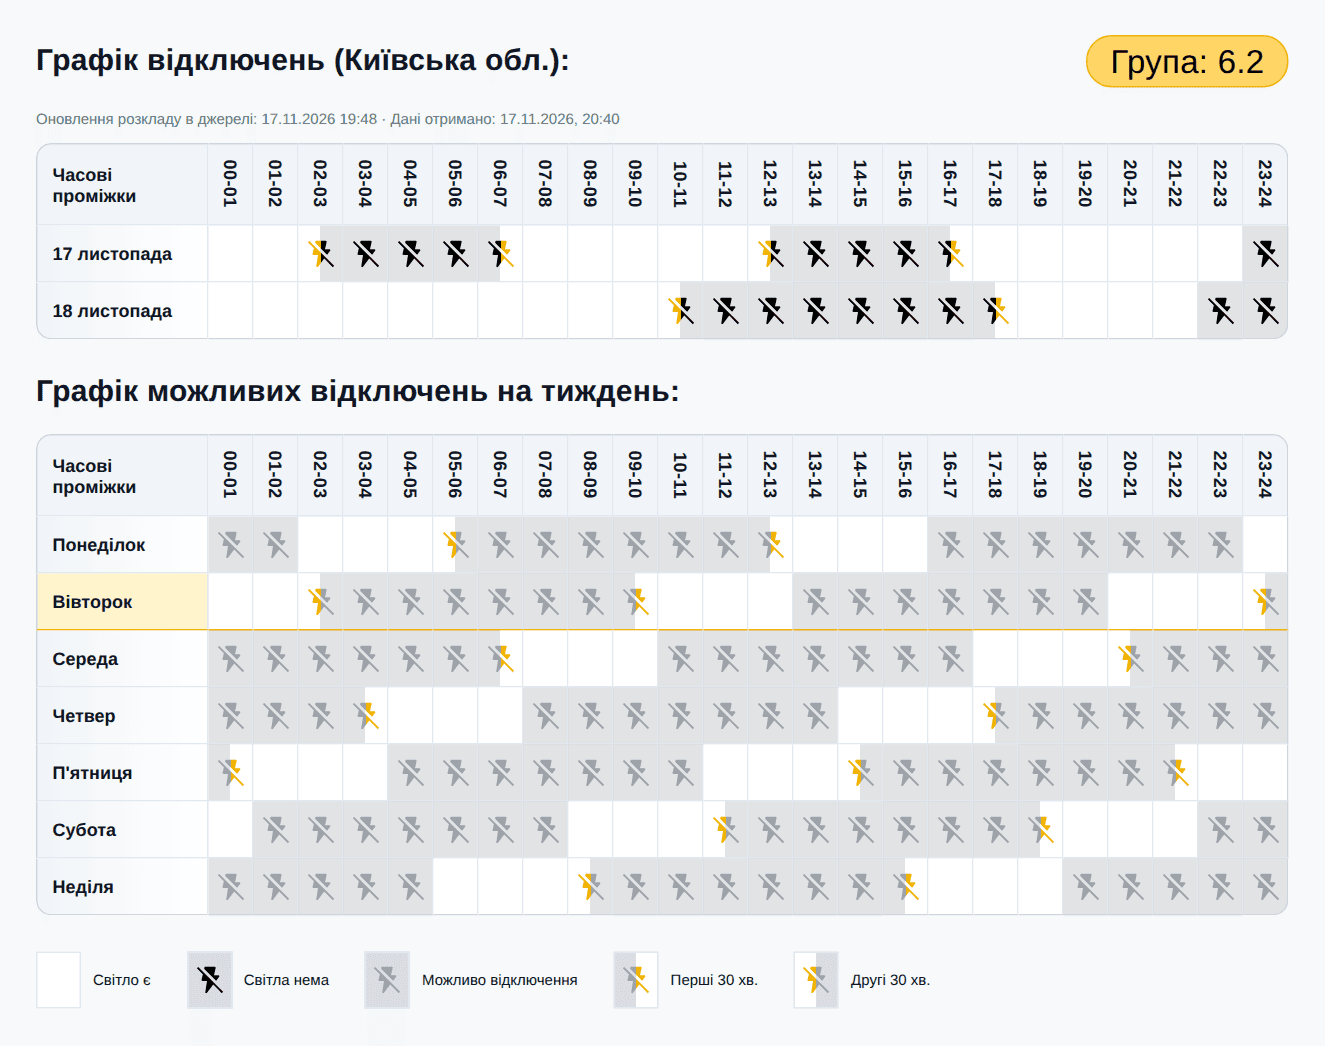 Графік відключень (Київська обл.):
Група: 6.2
Оновлення розкладу в джерелі: 17.11.2026 19:48 · Дані отримано: 17.11.2026, 20:40
Часові проміжки 00-01 01-02 02-03 03-04 04-05 05-06 06-07 07-08 08-09 09-10 10-11 11-12 12-13 13-14 14-15 15-16 16-17 17-18 18-19 19-20 20-21 21-22 22-23 23-24
17 листопада
18 листопада
Графік можливих відключень на тиждень:
Часові проміжки 00-01 01-02 02-03 03-04 04-05 05-06 06-07 07-08 08-09 09-10 10-11 11-12 12-13 13-14 14-15 15-16 16-17 17-18 18-19 19-20 20-21 21-22 22-23 23-24
Понеділок
Вівторок
Середа
Четвер
П'ятниця
Субота
Неділя
Світло є Світла нема Можливо відключення Перші 30 хв. Другі 30 хв.